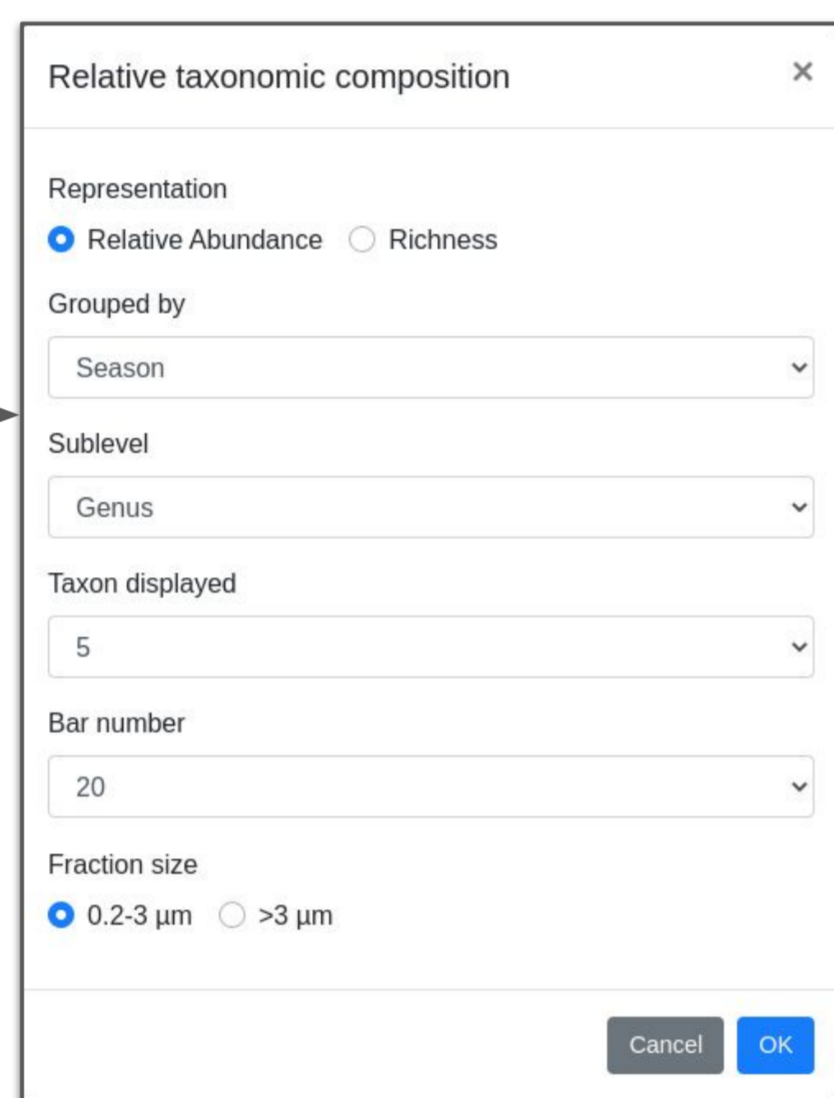 Relative taxonomic composition ×
Representation
Relative Abundance Richness
Grouped by
Season
Sublevel
Genus
Taxon displayed
5
Bar number
20
Fraction size
0.2-3 µm >3 µm
Cancel OK